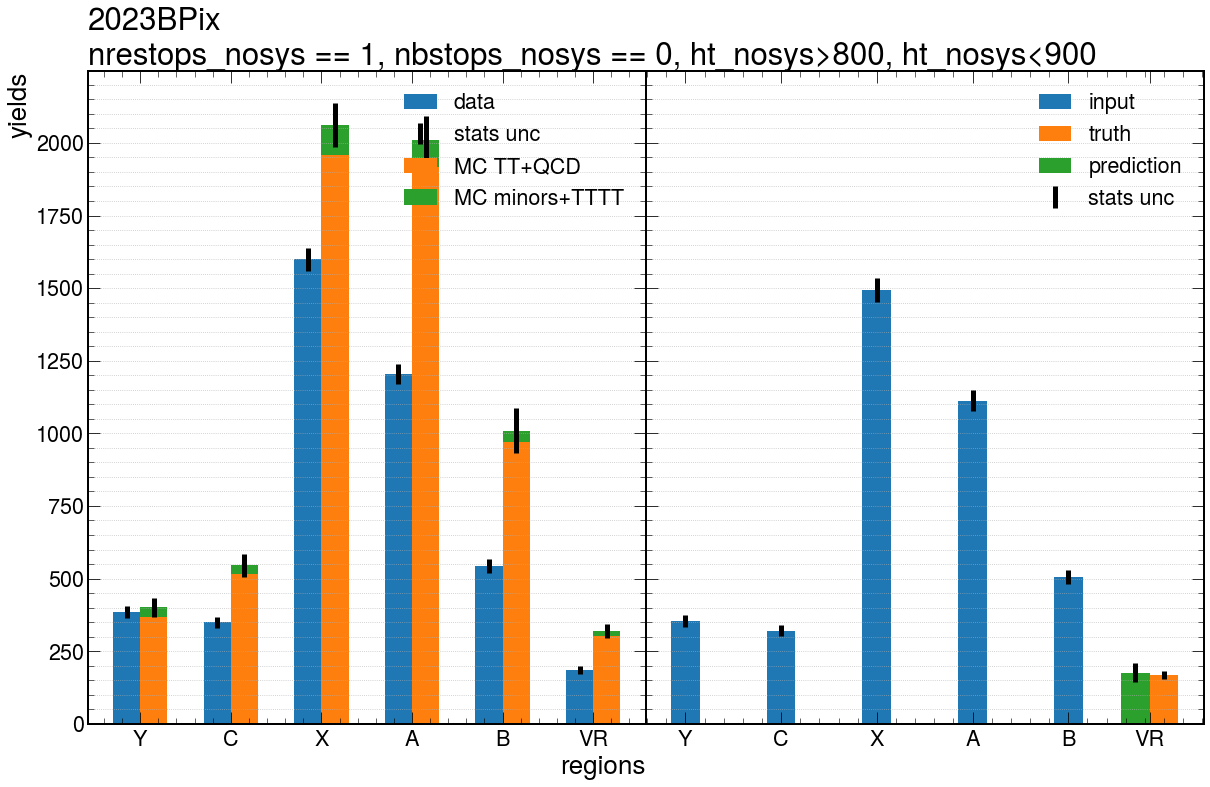 2023BPix
nrestops_nosys == 1, nbstops_nosys == 0, ht_nosys>800, ht_nosys<900
yields
2000
1750
1500
1250
1000
750
500
250
0
data
stats unc
MC TT+QCD
MC minors+TTTT
input
truth
prediction
stats unc
Y C X A B VR
Y C X A B VR
regions